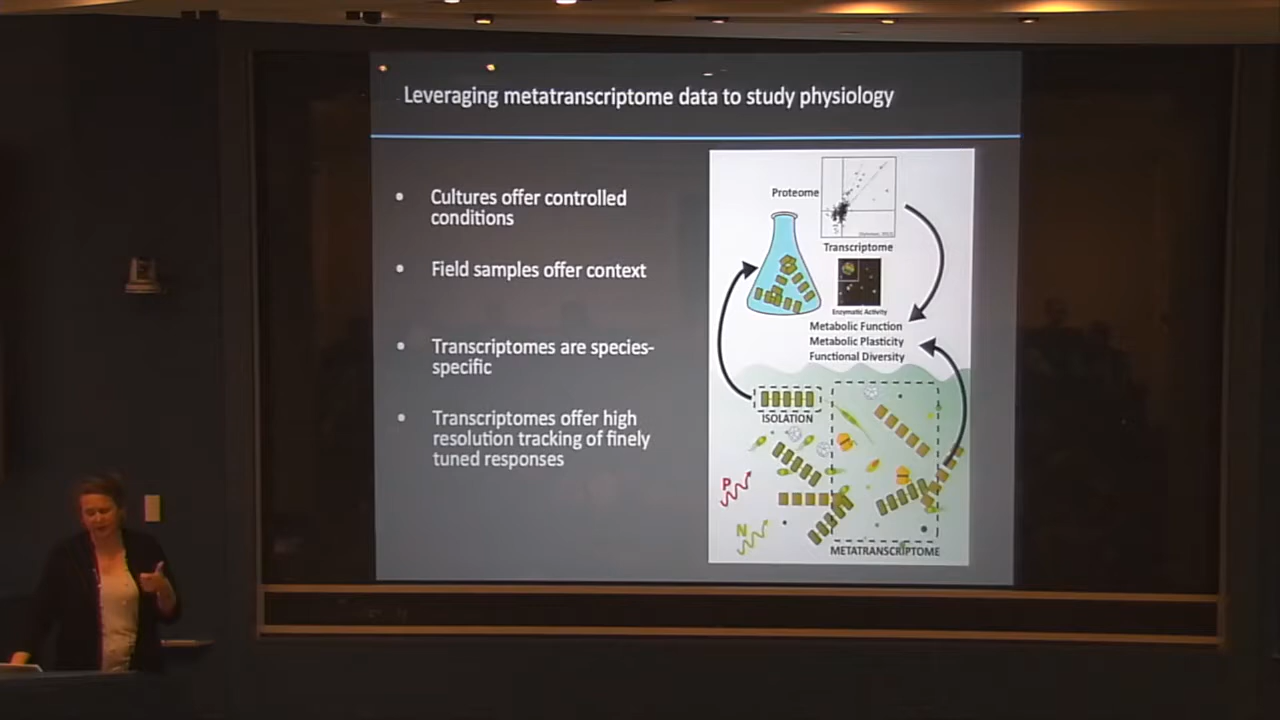 Leveraging metatranscriptome data to study physiology
• Cultures offer controlled
conditions
• Field samples offer context
• Transcriptomes are species-
specific
• Transcriptomes offer high
resolution tracking of finely
tuned responses
Proteome
Transcriptome
Enzymatic Activity
Metabolic Function
Metabolic Plasticity
Functional Diversity
ISOLATION
P
N
METATRANSCRIPTOME